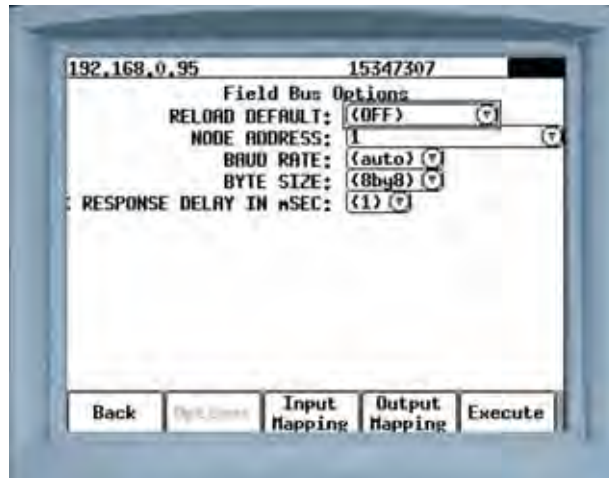 192.168.0.95 15347307
Field Bus Options
RELOAD DEFAULT: (OFF)
NODE ADDRESS: 1
BAUD RATE: (auto)
BYTE SIZE: (8by8)
: RESPONSE DELAY IN mSEC: (1)
Back Options Input Mapping Output Mapping Execute